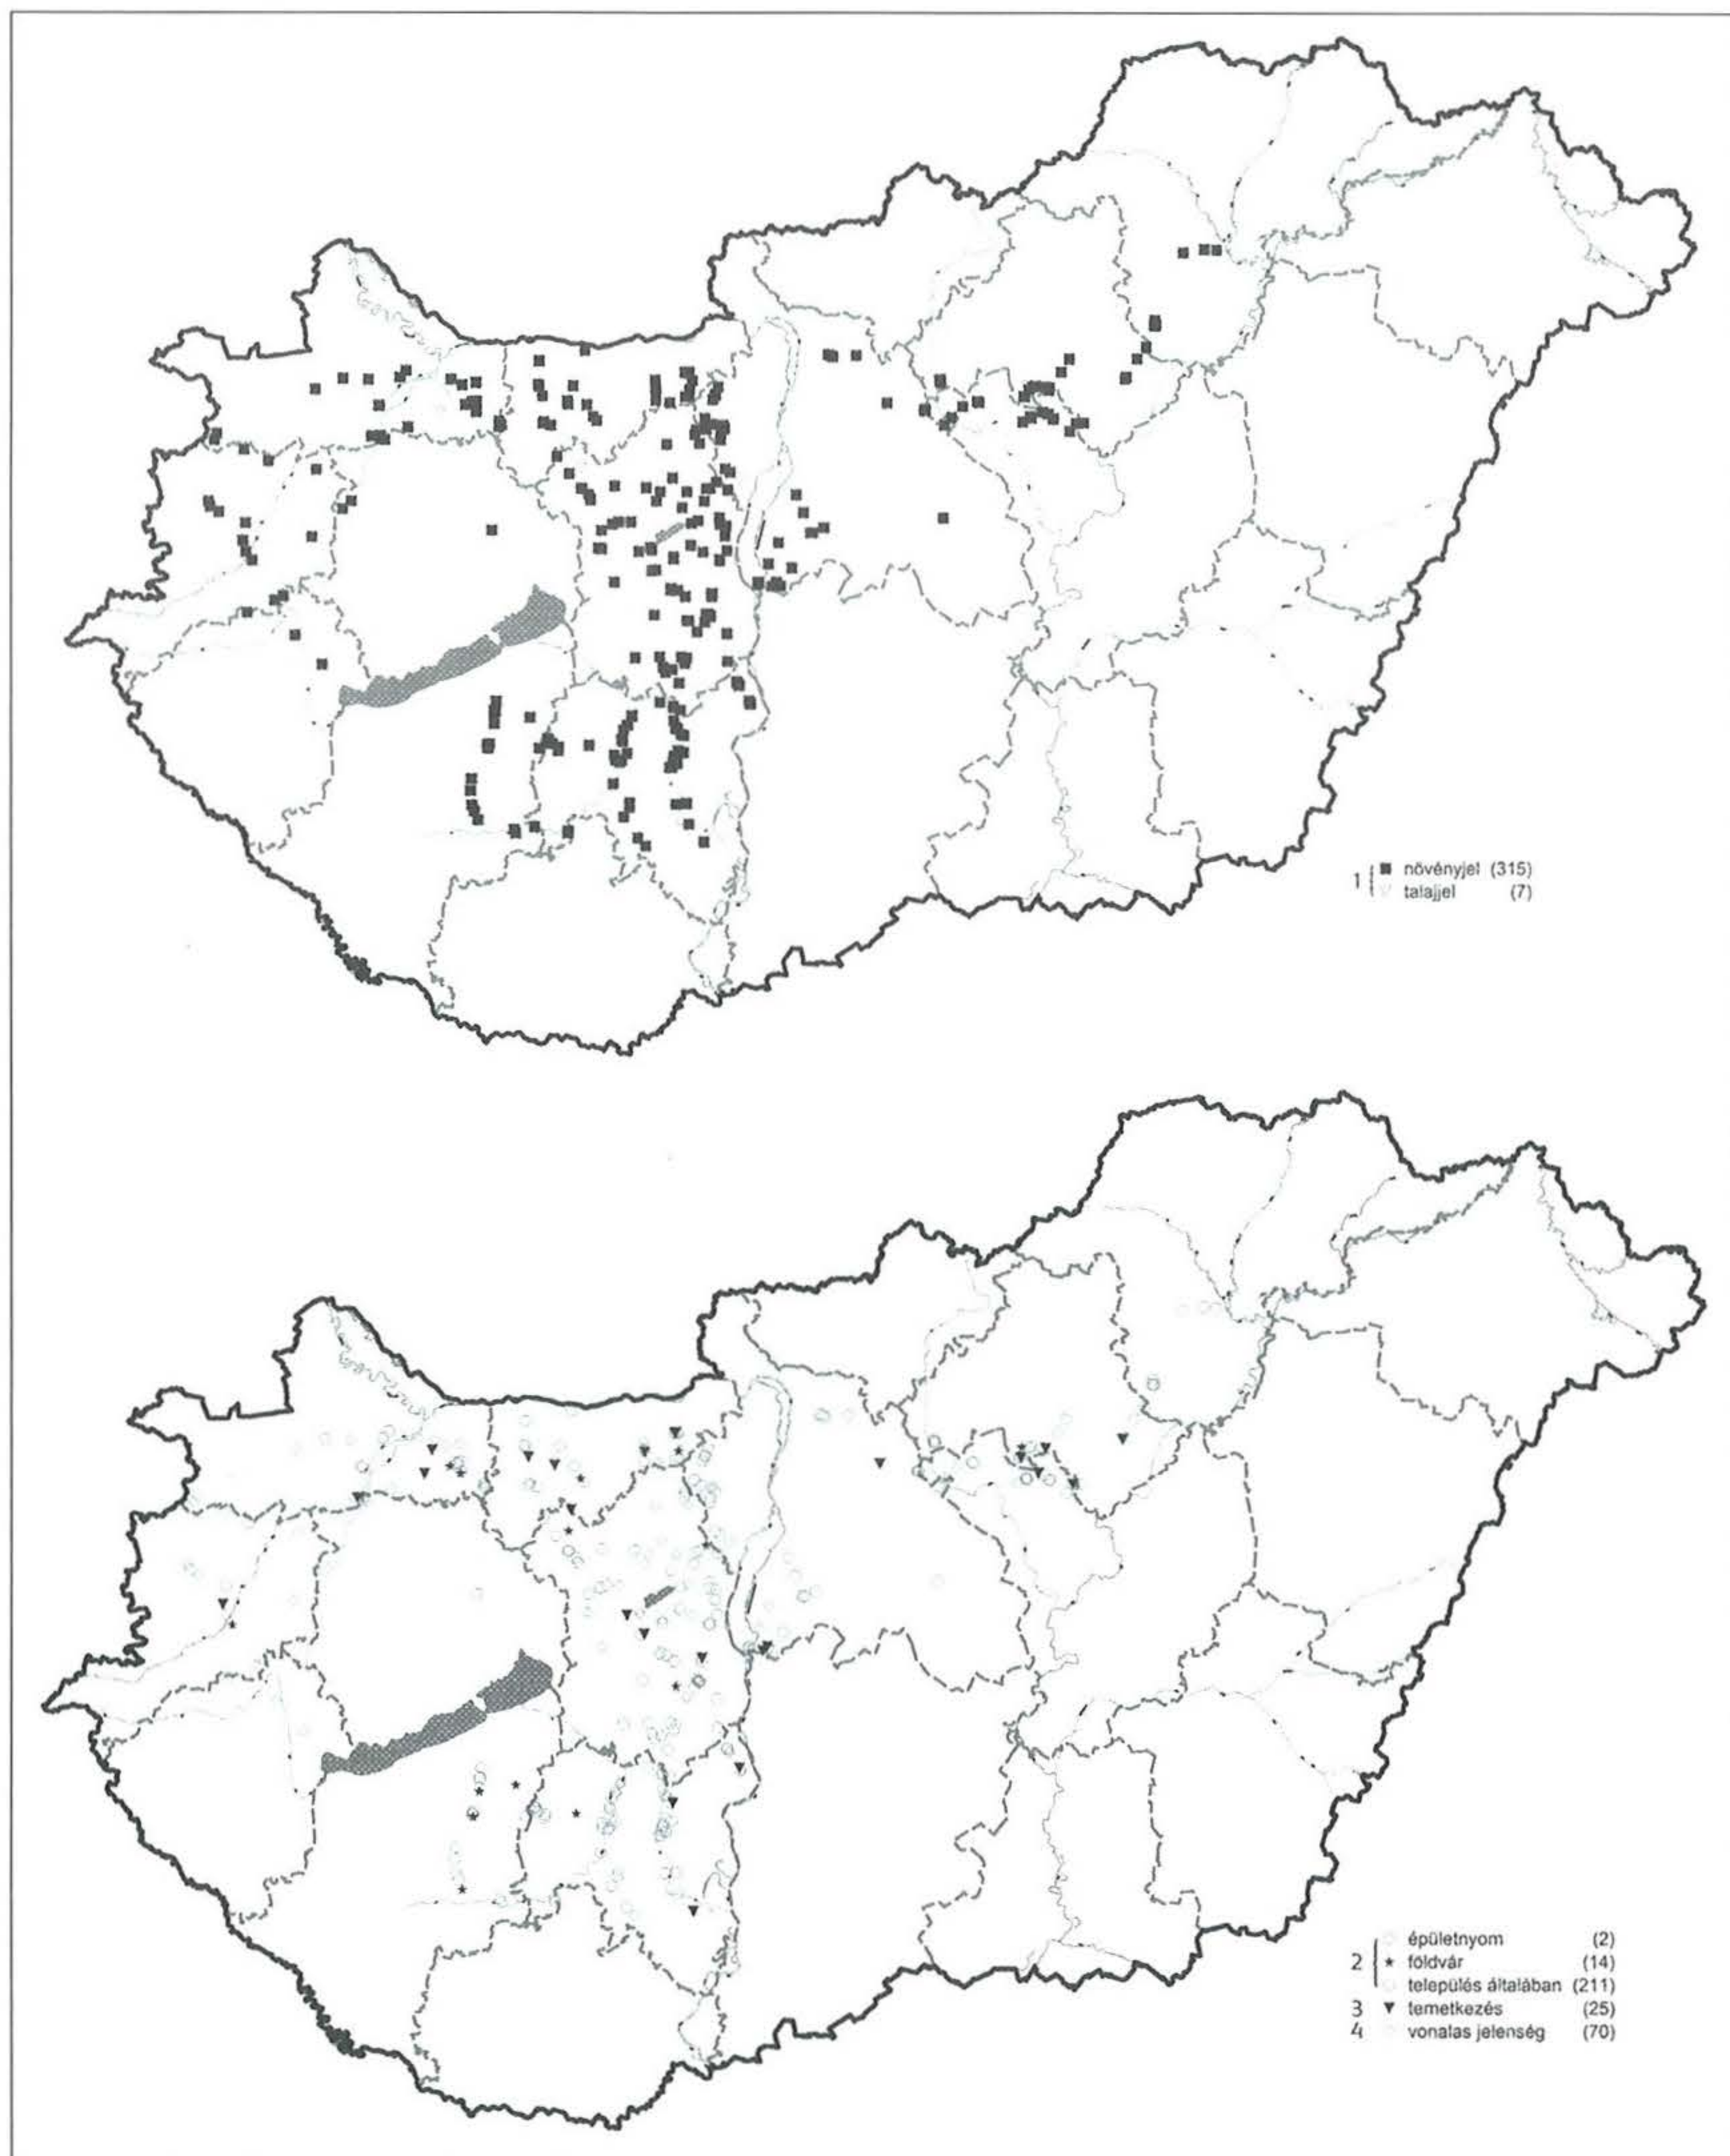 1 növényjel (315)
talajjel (7)
épületnyom (2)
2 földvár (14)
település általában (211)
3 temetkezés (25)
4 vonalas jelenség (70)